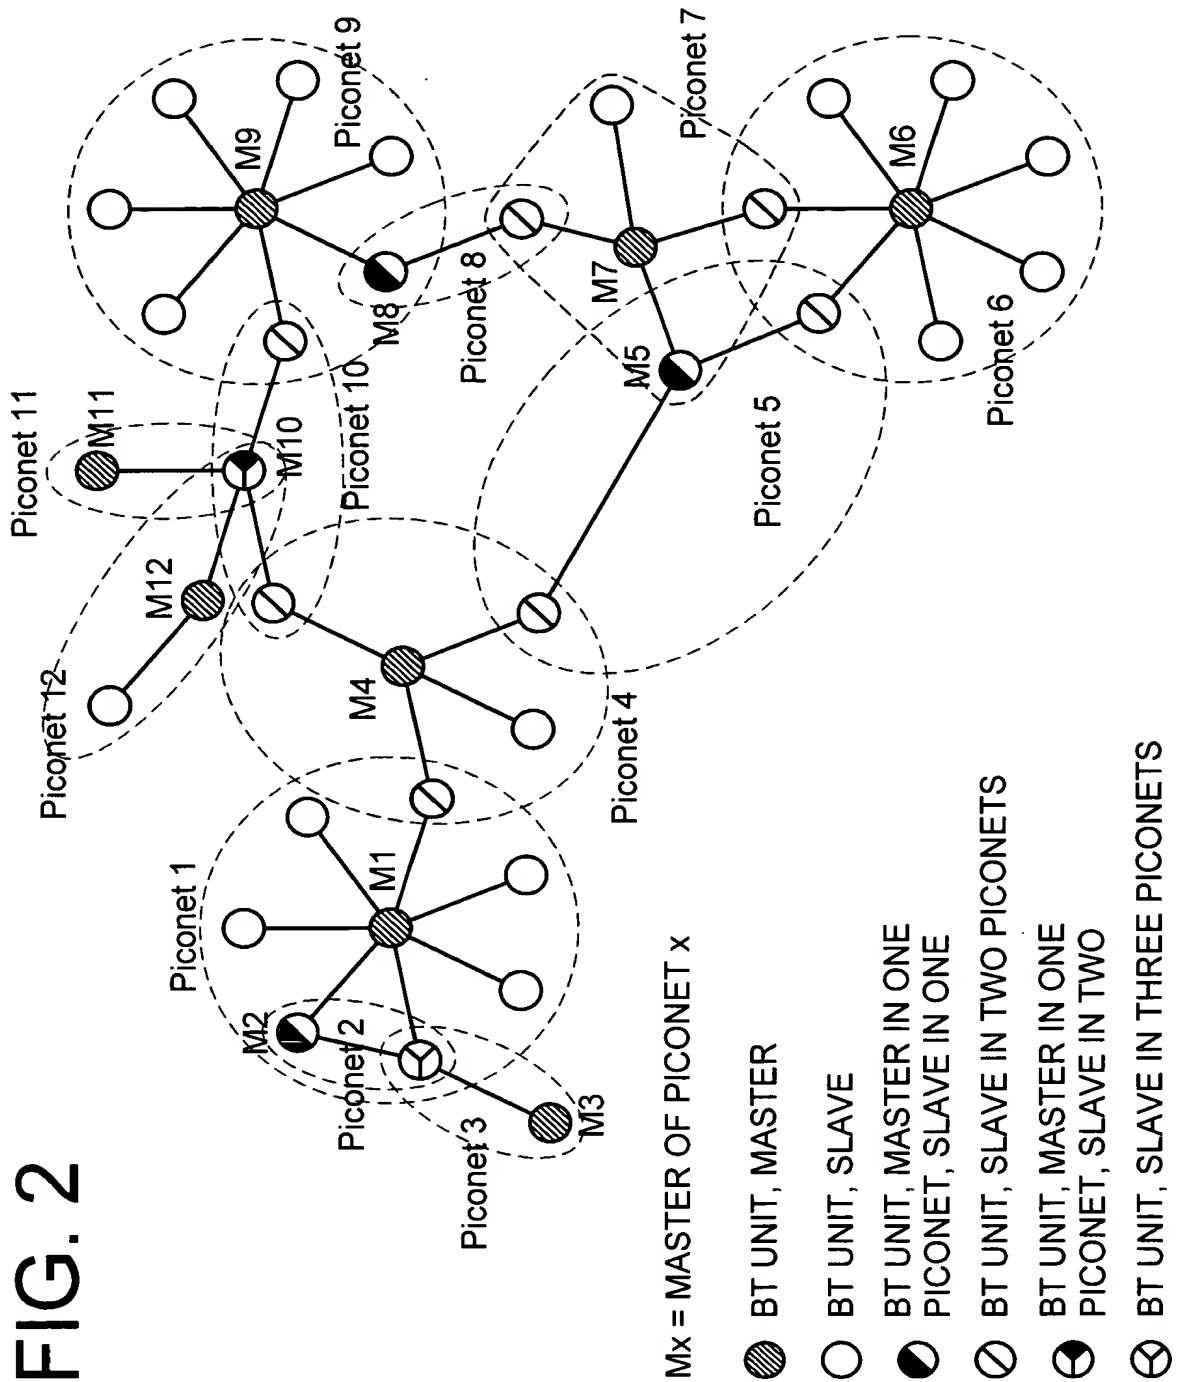 FIG. 2
Piconet 12
Piconet 11
M11
M12
M10
Piconet 10
M9
Piconet 9
M8
Piconet 8
Piconet 7
M7
M5
Piconet 5
M6
Piconet 6
M4
Piconet 4
Piconet 1
M1
M2
Piconet 2
Piconet 3
M3
Mx = MASTER OF PICONET x
BT UNIT, MASTER
BT UNIT, SLAVE
BT UNIT, MASTER IN ONE
PICONET, SLAVE IN ONE
BT UNIT, SLAVE IN TWO PICONETS
BT UNIT, MASTER IN ONE
PICONET, SLAVE IN TWO
BT UNIT, SLAVE IN THREE PICONETS